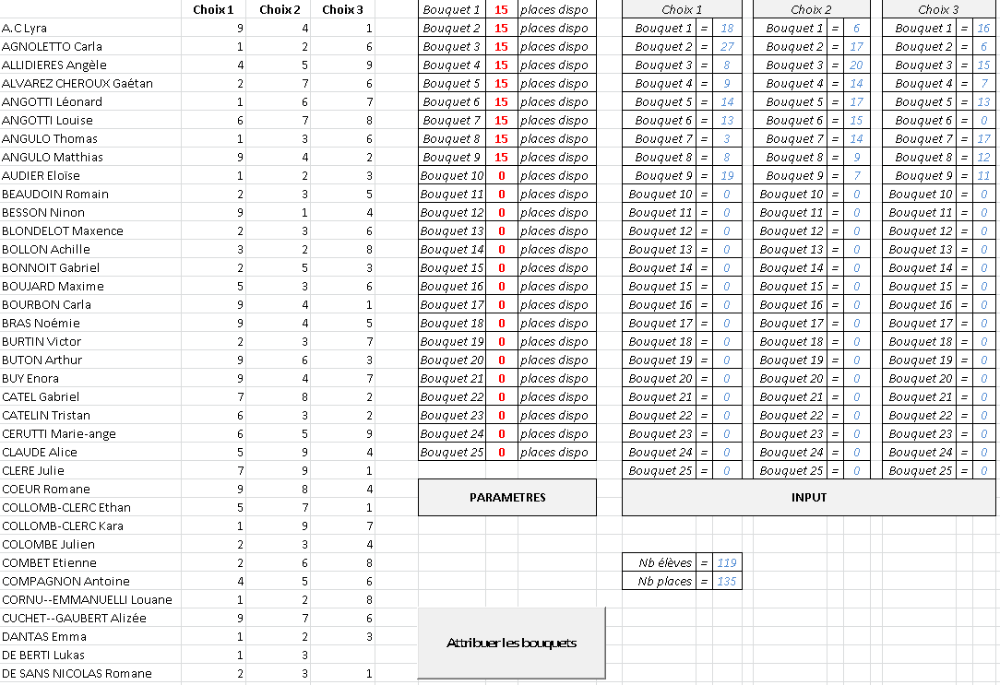 Choix 1 Choix 2 Choix 3 Bouquet 1 15 places dispo Choix 1 Choix 2 Choix 3
A.C Lyra 9 4 1 Bouquet 2 15 places dispo Bouquet 1 = 18 Bouquet 1 = 6 Bouquet 1 = 16
AGNOLETTO Carla 1 2 6 Bouquet 3 15 places dispo Bouquet 2 = 27 Bouquet 2 = 17 Bouquet 2 = 6
ALLIDIERES Angèle 4 5 9 Bouquet 4 15 places dispo Bouquet 3 = 8 Bouquet 3 = 20 Bouquet 3 = 15
ALVAREZ CHEROUX Gaétan 2 7 6 Bouquet 5 15 places dispo Bouquet 4 = 9 Bouquet 4 = 14 Bouquet 4 = 7
ANGOTTI Léonard 1 6 7 Bouquet 6 15 places dispo Bouquet 5 = 14 Bouquet 5 = 17 Bouquet 5 = 13
ANGOTTI Louise 6 7 8 Bouquet 7 15 places dispo Bouquet 6 = 13 Bouquet 6 = 15 Bouquet 6 = 0
ANGULO Thomas 1 3 6 Bouquet 8 15 places dispo Bouquet 7 = 3 Bouquet 7 = 14 Bouquet 7 = 17
ANGULO Matthias 9 4 2 Bouquet 9 15 places dispo Bouquet 8 = 8 Bouquet 8 = 9 Bouquet 8 = 12
AUDIER Eloïse 1 2 3 Bouquet 10 0 places dispo Bouquet 9 = 19 Bouquet 9 = 7 Bouquet 9 = 11
BEAUDOIN Romain 2 3 5 Bouquet 11 0 places dispo Bouquet 10 = 0 Bouquet 10 = 0 Bouquet 10 = 0
BESSON Ninon 9 1 4 Bouquet 12 0 places dispo Bouquet 11 = 0 Bouquet 11 = 0 Bouquet 11 = 0
BLONDELOT Maxence 2 3 6 Bouquet 13 0 places dispo Bouquet 12 = 0 Bouquet 12 = 0 Bouquet 12 = 0
BOLLON Achille 3 2 8 Bouquet 14 0 places dispo Bouquet 13 = 0 Bouquet 13 = 0 Bouquet 13 = 0
BONNOIT Gabriel 2 5 3 Bouquet 15 0 places dispo Bouquet 14 = 0 Bouquet 14 = 0 Bouquet 14 = 0
BOUJARD Maxime 5 3 6 Bouquet 16 0 places dispo Bouquet 15 = 0 Bouquet 15 = 0 Bouquet 15 = 0
BOURBON Carla 9 4 1 Bouquet 17 0 places dispo Bouquet 16 = 0 Bouquet 16 = 0 Bouquet 16 = 0
BRAS Noémie 9 4 5 Bouquet 18 0 places dispo Bouquet 17 = 0 Bouquet 17 = 0 Bouquet 17 = 0
BURTIN Victor 2 3 7 Bouquet 19 0 places dispo Bouquet 18 = 0 Bouquet 18 = 0 Bouquet 18 = 0
BUTON Arthur 9 6 3 Bouquet 20 0 places dispo Bouquet 19 = 0 Bouquet 19 = 0 Bouquet 19 = 0
BUY Enora 9 4 7 Bouquet 21 0 places dispo Bouquet 20 = 0 Bouquet 20 = 0 Bouquet 20 = 0
CATEL Gabriel 7 8 2 Bouquet 22 0 places dispo Bouquet 21 = 0 Bouquet 21 = 0 Bouquet 21 = 0
CATELIN Tristan 6 3 2 Bouquet 23 0 places dispo Bouquet 22 = 0 Bouquet 22 = 0 Bouquet 22 = 0
CERUTTI Marie-ange 6 5 9 Bouquet 24 0 places dispo Bouquet 23 = 0 Bouquet 23 = 0 Bouquet 23 = 0
CLAUDE Alice 5 9 4 Bouquet 25 0 places dispo Bouquet 24 = 0 Bouquet 24 = 0 Bouquet 24 = 0
CLERE Julie 7 9 1 Bouquet 25 = 0 Bouquet 25 = 0 Bouquet 25 = 0
COEUR Romane 9 8 4
PARAMETRES INPUT
COLLOMB-CLERC Ethan 5 7 1
COLLOMB-CLERC Kara 1 9 7
COLOMBE Julien 2 3 4
COMBET Etienne 2 6 8 Nb élèves = 119
COMPAGNON Antoine 4 5 6 Nb places = 135
CORNU--EMMANUELLI Louane 1 2 8
CUCHET--GAUBERT Alizée 9 7 6
DANTAS Emma 1 2 3
Attribuer les bouquets
DE BERTI Lukas 1 3
DE SANS NICOLAS Romane 2 3 1